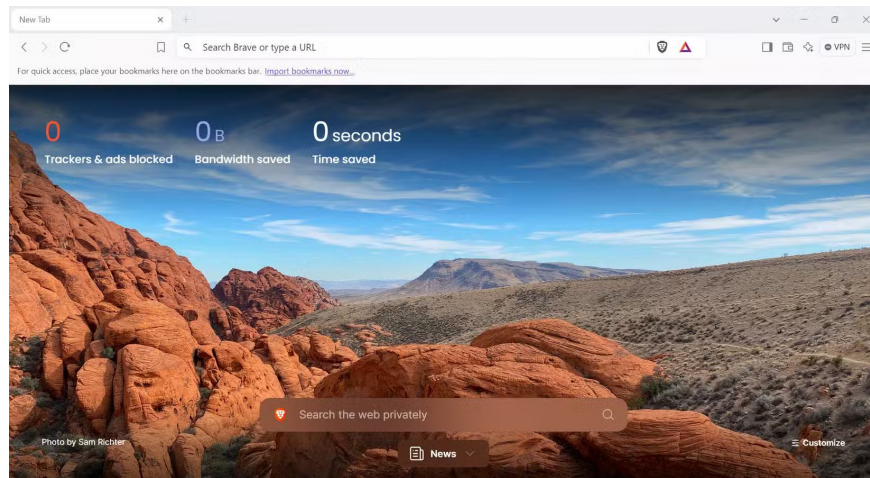 New Tab
Search Brave or type a URL
VPN
For quick access, place your bookmarks here on the bookmarks bar. Import bookmarks now...
0 0 B 0 seconds
Trackers & ads blocked Bandwidth saved Time saved
Search the web privately
Photo by Sam Richter
Customize
News